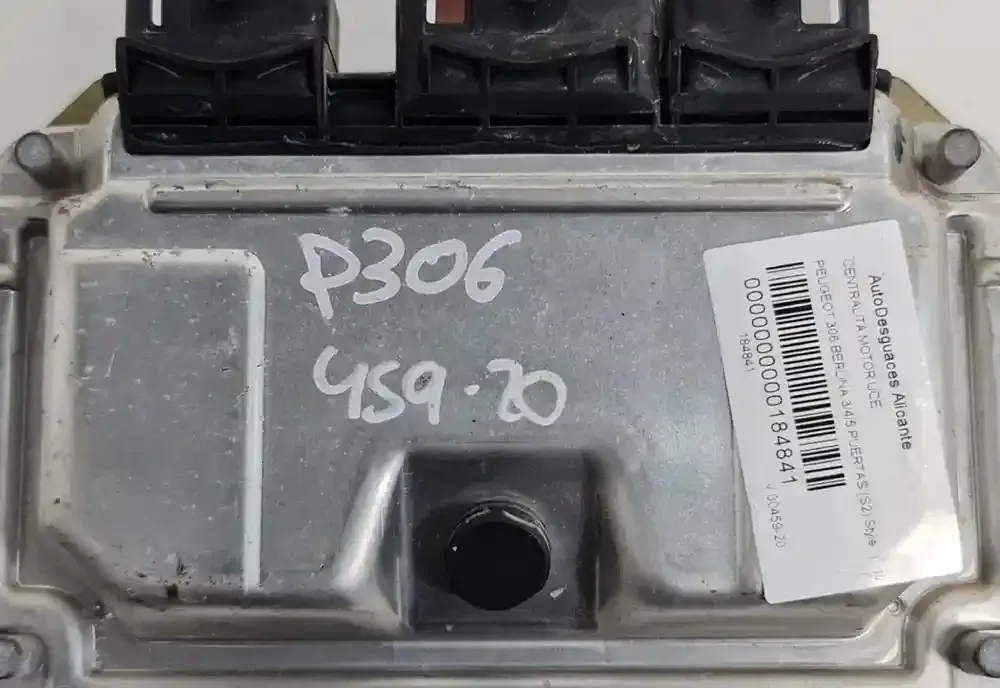 P306
459-20
AutoDesguaces Alicante
CENTRALITA MOTOR UCE
PEUGEOT 306 BERLINA 3/4/5 PUERTAS (S2) Style
0000000000184841
184841
V 00459-20